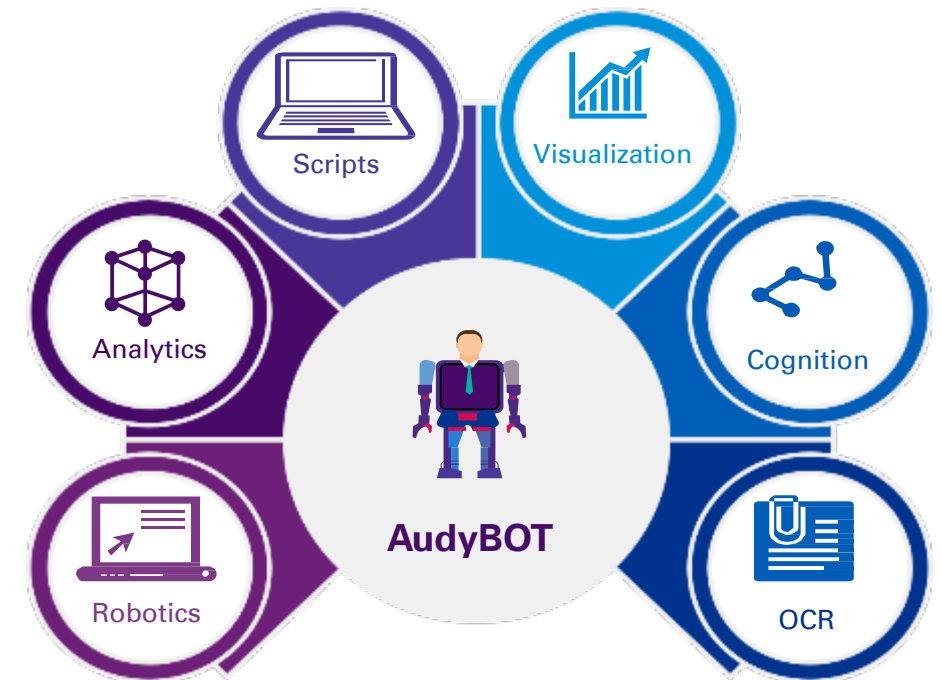 Scripts
Visualization
Analytics
Cognition
AudyBOT
Robotics
OCR